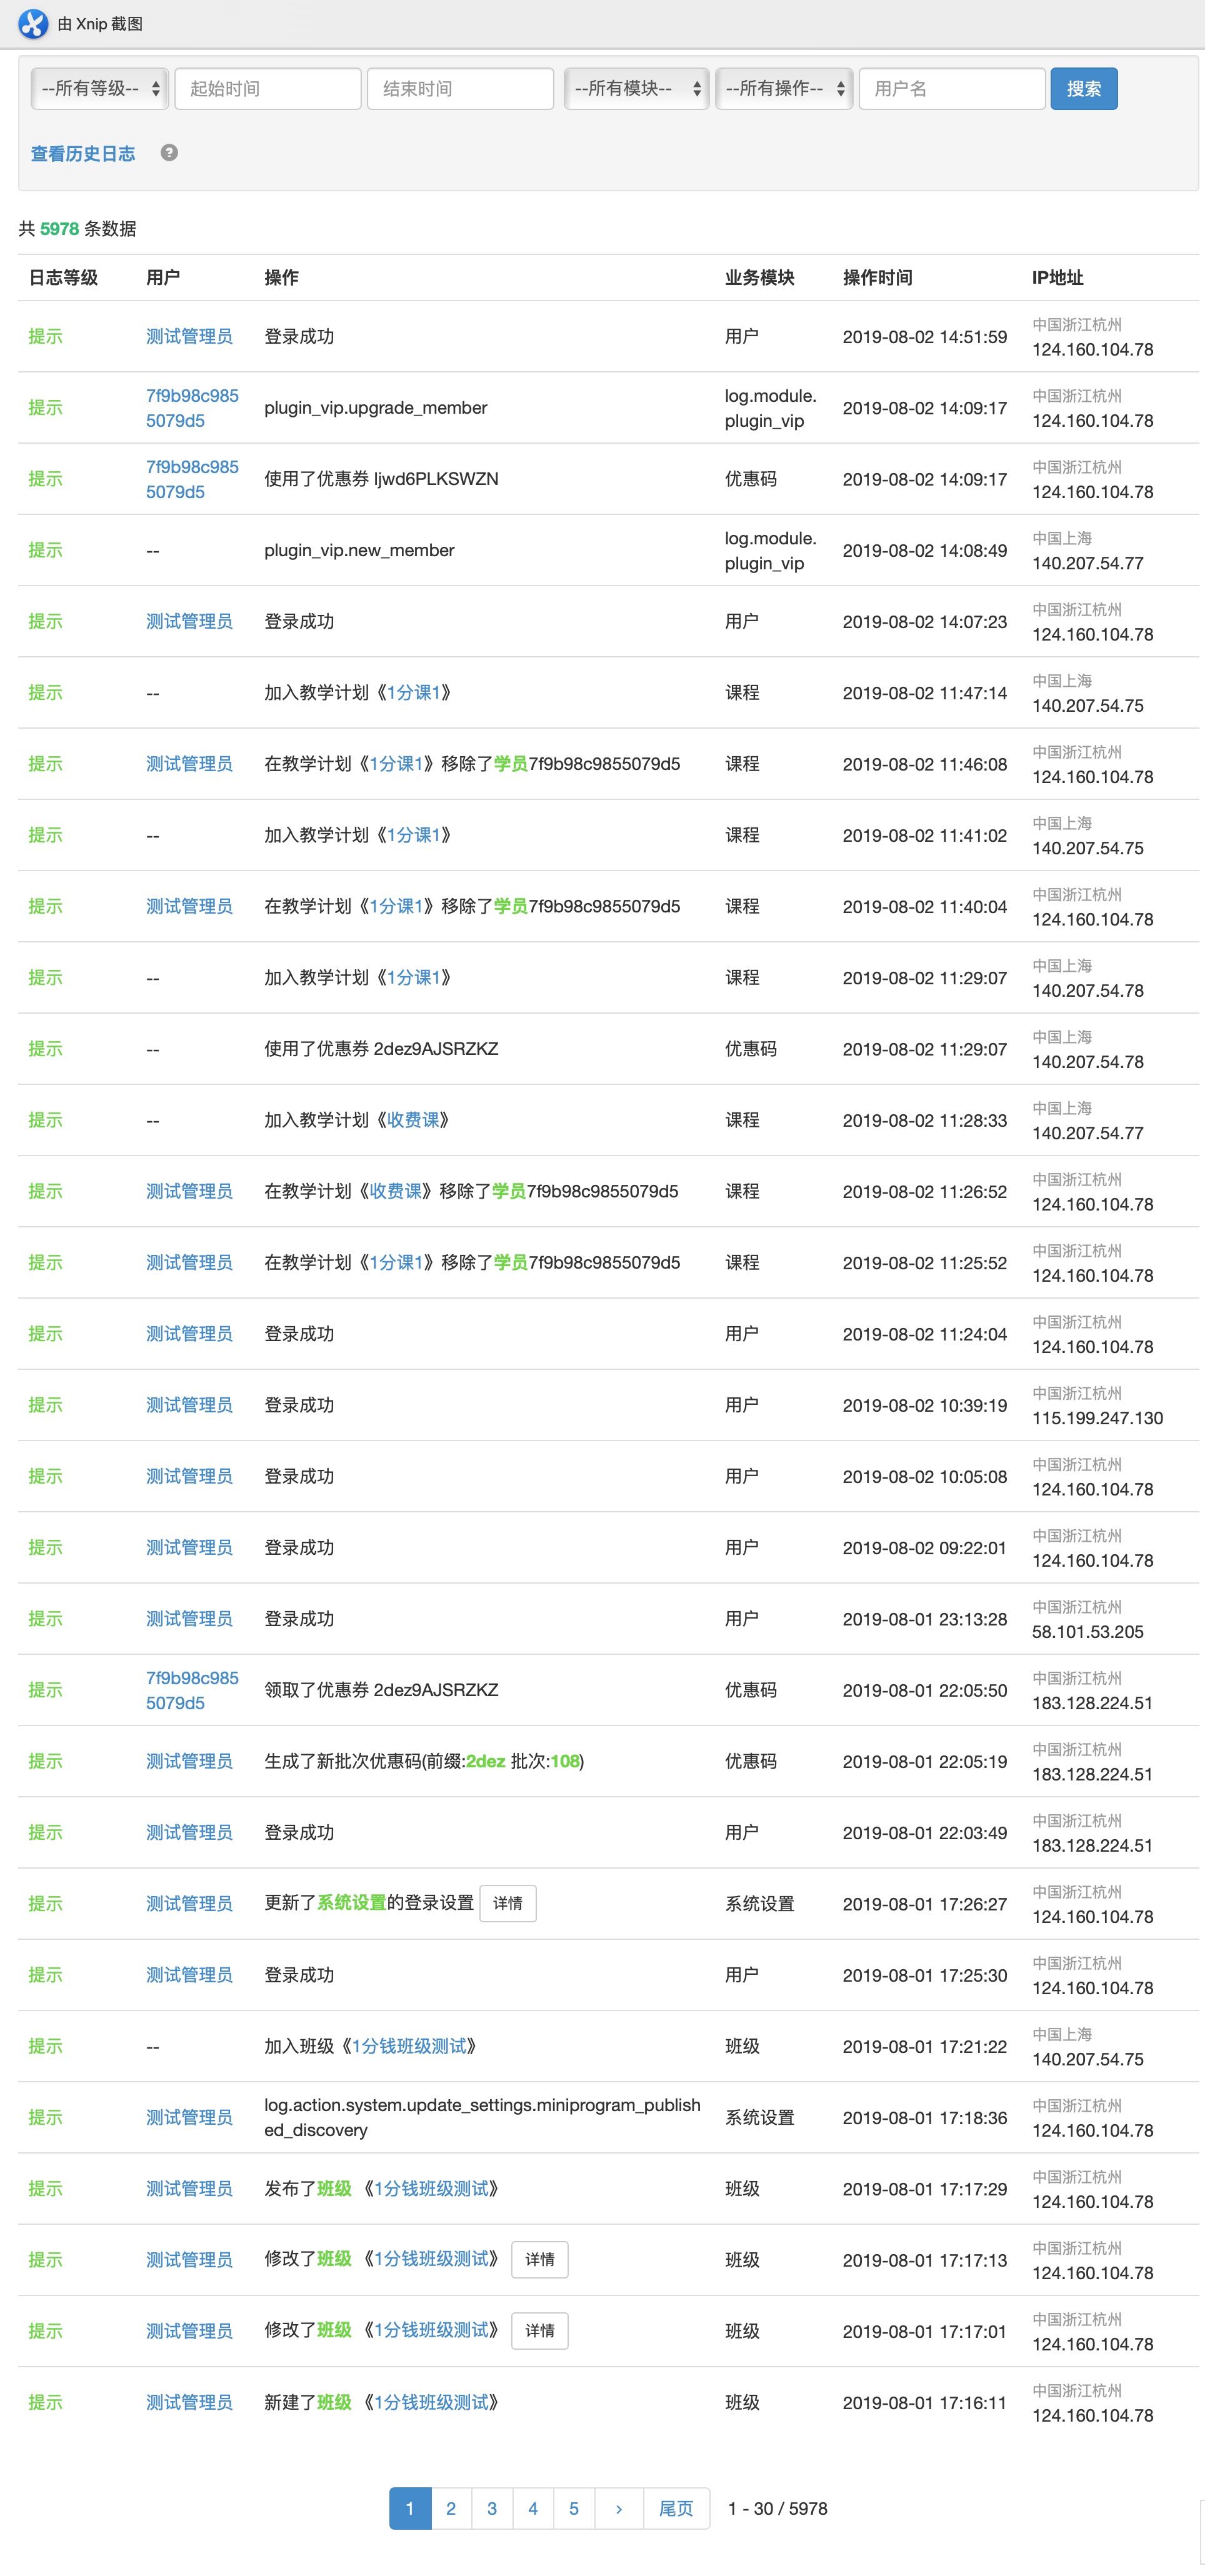 由 Xnip 截图
--所有等级-- 起始时间 结束时间 --所有模块-- --所有操作-- 用户名 搜索
查看历史日志 ?
共 5978 条数据
日志等级 用户 操作 业务模块 操作时间 IP地址
提示 测试管理员 登录成功 用户 2019-08-02 14:51:59 中国浙江杭州 124.160.104.78
提示 7f9b98c9855079d5 plugin_vip.upgrade_member log.module.plugin_vip 2019-08-02 14:09:17 中国浙江杭州 124.160.104.78
提示 7f9b98c9855079d5 使用了优惠券 ljwd6PLKSWZN 优惠码 2019-08-02 14:09:17 中国浙江杭州 124.160.104.78
提示 -- plugin_vip.new_member log.module.plugin_vip 2019-08-02 14:08:49 中国上海 140.207.54.77
提示 测试管理员 登录成功 用户 2019-08-02 14:07:23 中国浙江杭州 124.160.104.78
提示 -- 加入教学计划《1分课1》 课程 2019-08-02 11:47:14 中国上海 140.207.54.75
提示 测试管理员 在教学计划《1分课1》移除了学员7f9b98c9855079d5 课程 2019-08-02 11:46:08 中国浙江杭州 124.160.104.78
提示 -- 加入教学计划《1分课1》 课程 2019-08-02 11:41:02 中国上海 140.207.54.75
提示 测试管理员 在教学计划《1分课1》移除了学员7f9b98c9855079d5 课程 2019-08-02 11:40:04 中国浙江杭州 124.160.104.78
提示 -- 加入教学计划《1分课1》 课程 2019-08-02 11:29:07 中国上海 140.207.54.78
提示 -- 使用了优惠券 2dez9AJSRZKZ 优惠码 2019-08-02 11:29:07 中国上海 140.207.54.78
提示 -- 加入教学计划《收费课》 课程 2019-08-02 11:28:33 中国上海 140.207.54.77
提示 测试管理员 在教学计划《收费课》移除了学员7f9b98c9855079d5 课程 2019-08-02 11:26:52 中国浙江杭州 124.160.104.78
提示 测试管理员 在教学计划《1分课1》移除了学员7f9b98c9855079d5 课程 2019-08-02 11:25:52 中国浙江杭州 124.160.104.78
提示 测试管理员 登录成功 用户 2019-08-02 11:24:04 中国浙江杭州 124.160.104.78
提示 测试管理员 登录成功 用户 2019-08-02 10:39:19 中国浙江杭州 115.199.247.130
提示 测试管理员 登录成功 用户 2019-08-02 10:05:08 中国浙江杭州 124.160.104.78
提示 测试管理员 登录成功 用户 2019-08-02 09:22:01 中国浙江杭州 124.160.104.78
提示 测试管理员 登录成功 用户 2019-08-01 23:13:28 中国浙江杭州 58.101.53.205
提示 7f9b98c9855079d5 领取了优惠券 2dez9AJSRZKZ 优惠码 2019-08-01 22:05:50 中国浙江杭州 183.128.224.51
提示 测试管理员 生成了新批次优惠码(前缀:2dez 批次:108) 优惠码 2019-08-01 22:05:19 中国浙江杭州 183.128.224.51
提示 测试管理员 登录成功 用户 2019-08-01 22:03:49 中国浙江杭州 183.128.224.51
提示 测试管理员 更新了系统设置的登录设置 详情 系统设置 2019-08-01 17:26:27 中国浙江杭州 124.160.104.78
提示 测试管理员 登录成功 用户 2019-08-01 17:25:30 中国浙江杭州 124.160.104.78
提示 -- 加入班级《1分钱班级测试》 班级 2019-08-01 17:21:22 中国上海 140.207.54.75
提示 测试管理员 log.action.system.update_settings.miniprogram_published_discovery 系统设置 2019-08-01 17:18:36 中国浙江杭州 124.160.104.78
提示 测试管理员 发布了班级 《1分钱班级测试》 班级 2019-08-01 17:17:29 中国浙江杭州 124.160.104.78
提示 测试管理员 修改了班级 《1分钱班级测试》 详情 班级 2019-08-01 17:17:13 中国浙江杭州 124.160.104.78
提示 测试管理员 修改了班级 《1分钱班级测试》 详情 班级 2019-08-01 17:17:01 中国浙江杭州 124.160.104.78
提示 测试管理员 新建了班级 《1分钱班级测试》 班级 2019-08-01 17:16:11 中国浙江杭州 124.160.104.78
1 2 3 4 5 › 尾页 1 - 30 / 5978